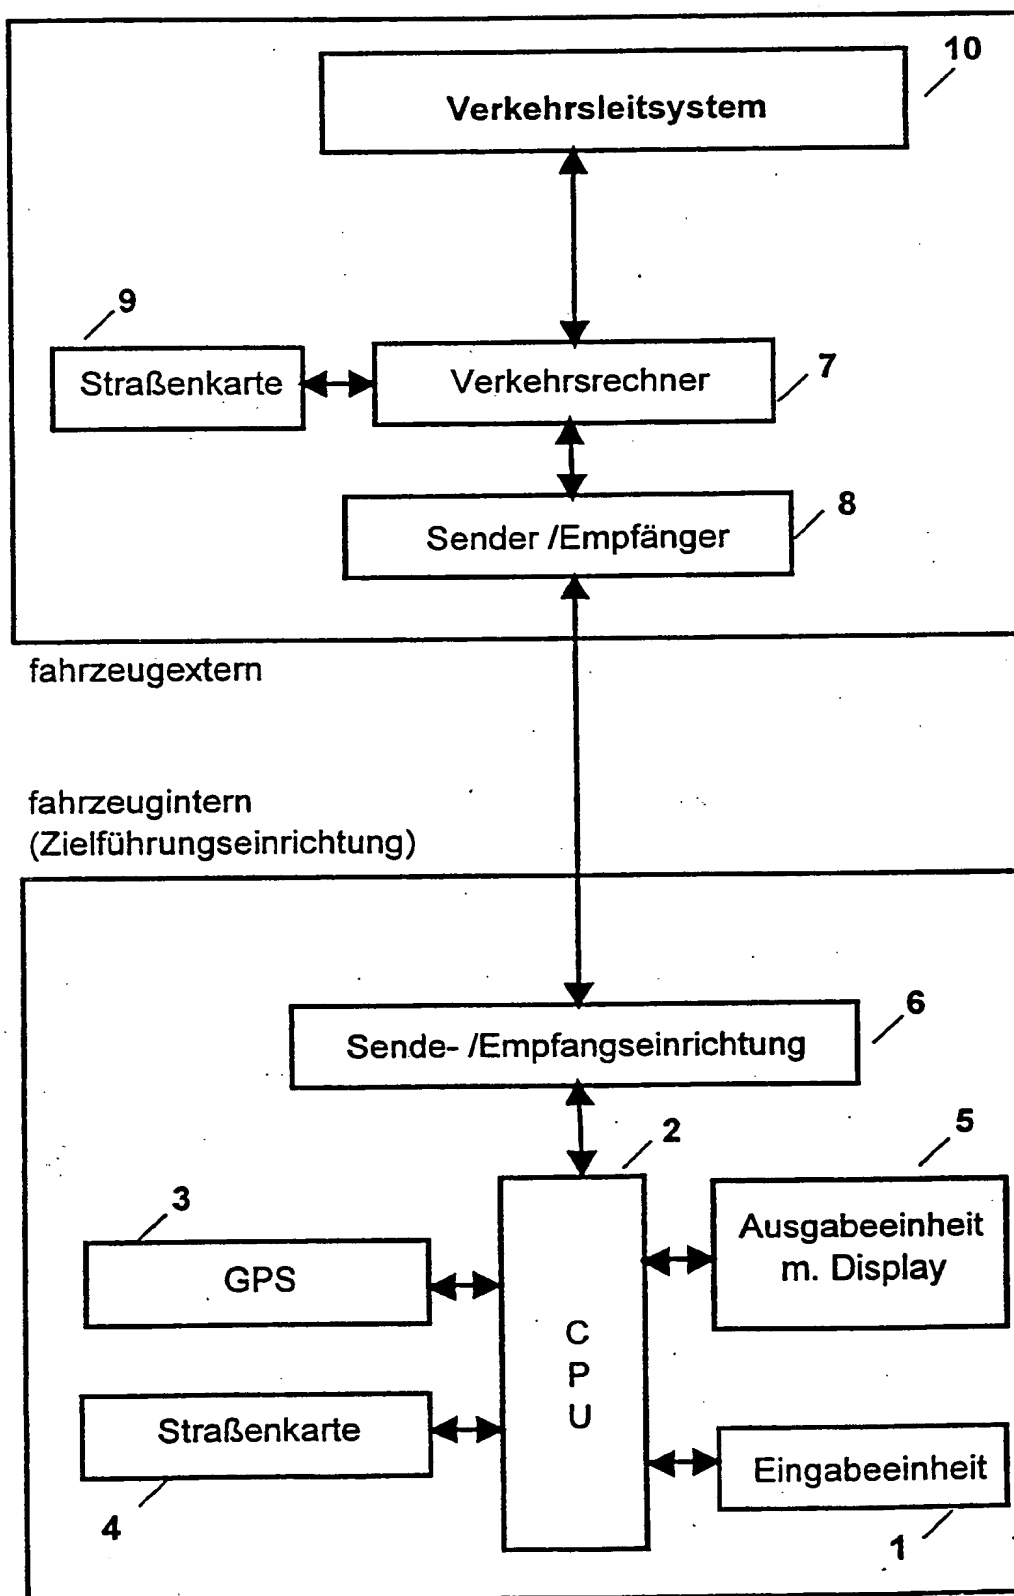 10
Verkehrsleitsystem
9
Straßenkarte
Verkehrsrechner
7
8
Sender /Empfänger
fahrzeugextern
fahrzeugintern
(Zielführungseinrichtung)
6
Sende- /Empfangseinrichtung
2
5
3
Ausgabeeinheit
m. Display
GPS
C
P
U
Straßenkarte
Eingabeeinheit
4
1